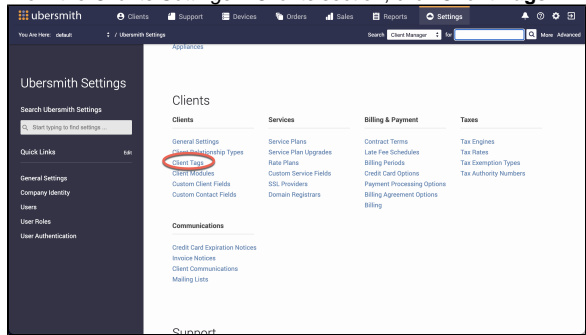 ubersmith
Clients
Support
Devices
Orders
Sales
Reports
Settings
You Are Here: default / Ubersmith Settings
Search Client Manager for
More Advanced
Appliances
Ubersmith Settings
Search Ubersmith Settings
Start typing to find settings ...
Quick Links
Edit
General Settings
Company Identity
Users
User Roles
User Authentication
Clients
Clients
General Settings
Client Relationship Types
Client Tags
Client Modules
Custom Client Fields
Custom Contact Fields
Services
Service Plans
Service Plan Upgrades
Rate Plans
Custom Service Fields
SSL Providers
Domain Registrars
Billing & Payment
Contract Terms
Late Fee Schedules
Billing Periods
Credit Card Options
Payment Processing Options
Billing Agreement Options
Billing
Taxes
Tax Engines
Tax Rates
Tax Exemption Types
Tax Authority Numbers
Communications
Credit Card Expiration Notices
Invoice Notices
Client Communications
Mailing Lists
Support